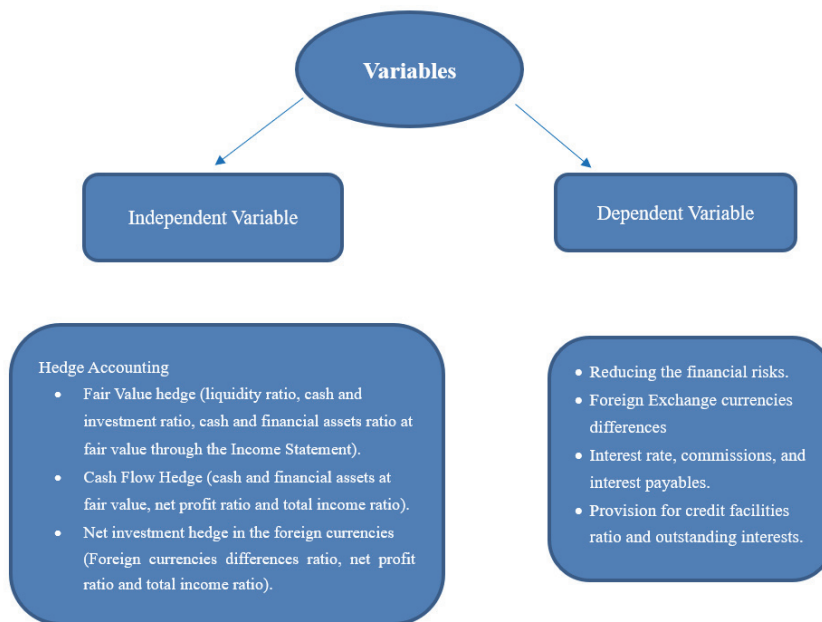 Variables
Independent Variable
Dependent Variable
Hedge Accounting
• Fair Value hedge (liquidity ratio, cash and
investment ratio, cash and financial assets ratio at
fair value through the Income Statement).
• Cash Flow Hedge (cash and financial assets at
fair value, net profit ratio and total income ratio).
• Net investment hedge in the foreign currencies
(Foreign currencies differences ratio, net profit
ratio and total income ratio).
• Reducing the financial risks.
• Foreign Exchange currencies
differences
• Interest rate, commissions, and
interest payables.
• Provision for credit facilities
ratio and outstanding interests.